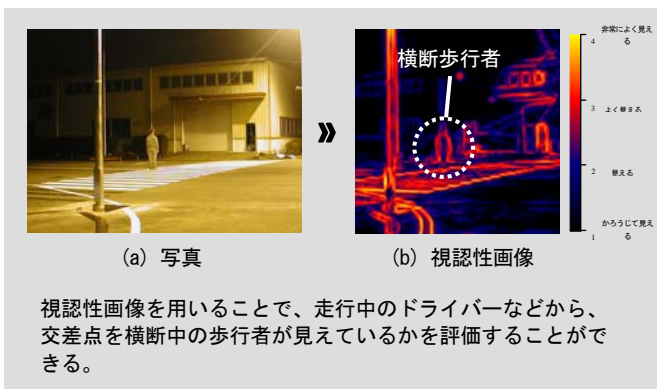 横断歩行者
»
4
非常によく見え
る
3
よく見える
2
見える
1
かろうじて見え
る
(a) 写真
(b) 視認性画像
視認性画像を用いることで、走行中のドライバーなどから、
交差点を横断中の歩行者が見えているかを評価することがで
きる。